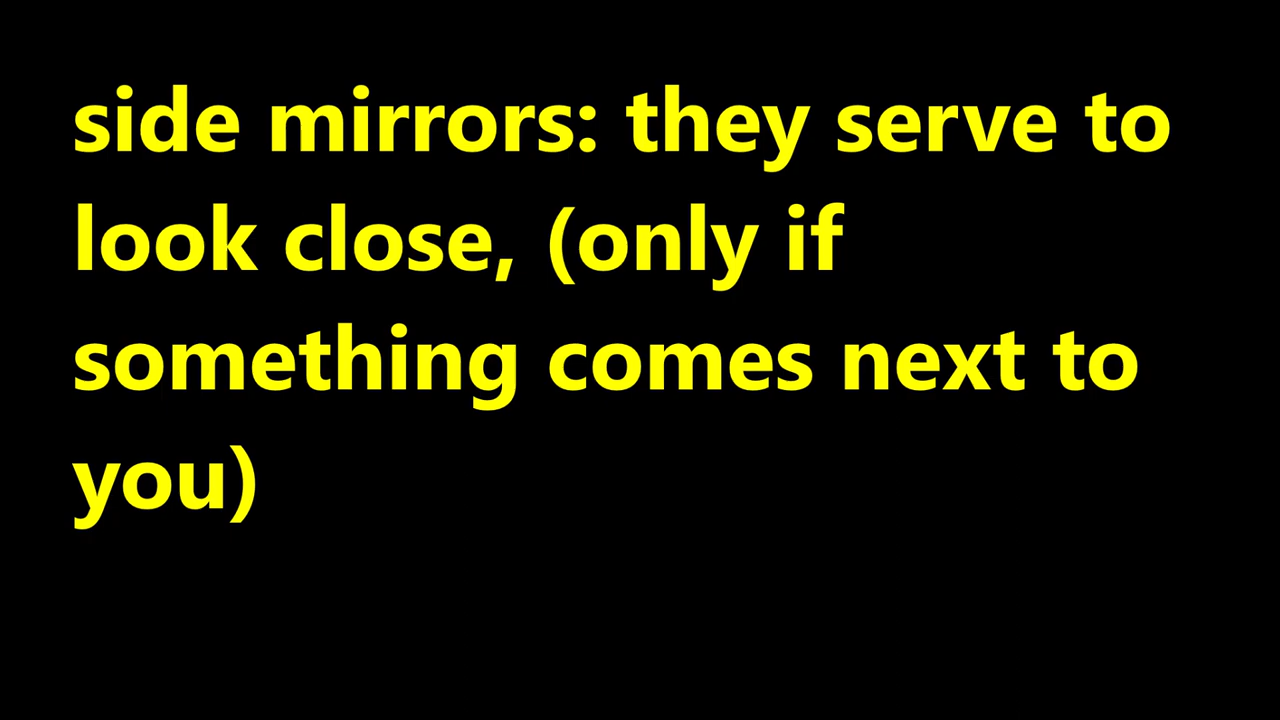 side mirrors: they serve to
look close, (only if
something comes next to
you)